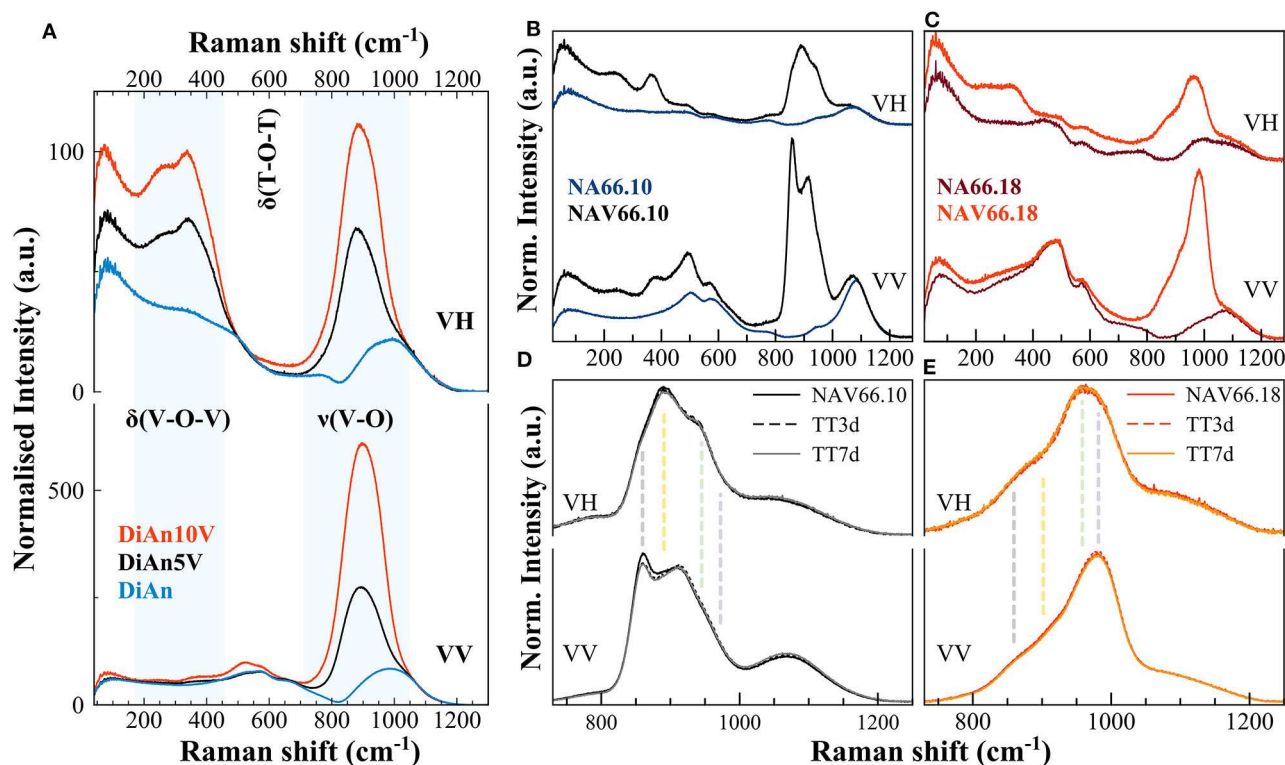 A
Raman shift (cm-1)
200 400 600 800 1000 1200
100
0
δ(T-O-T)
VH
Normalised Intensity (a.u.)
δ(V-O-V)
ν(V-O)
500
0
DiAn10V
DiAn5V
DiAn
VV
200 400 600 800 1000 1200
Raman shift (cm-1)
B
VH
NA66.10
NAV66.10
VV
Norm. Intensity (a.u.)
200 400 600 800 1000 1200
C
VH
NA66.18
NAV66.18
VV
200 400 600 800 1000 1200
D
NAV66.10
TT3d
TT7d
VH
VV
Norm. Intensity (a.u.)
800 1000 1200
E
NAV66.18
TT3d
TT7d
VH
VV
800 1000 1200
Raman shift (cm-1)